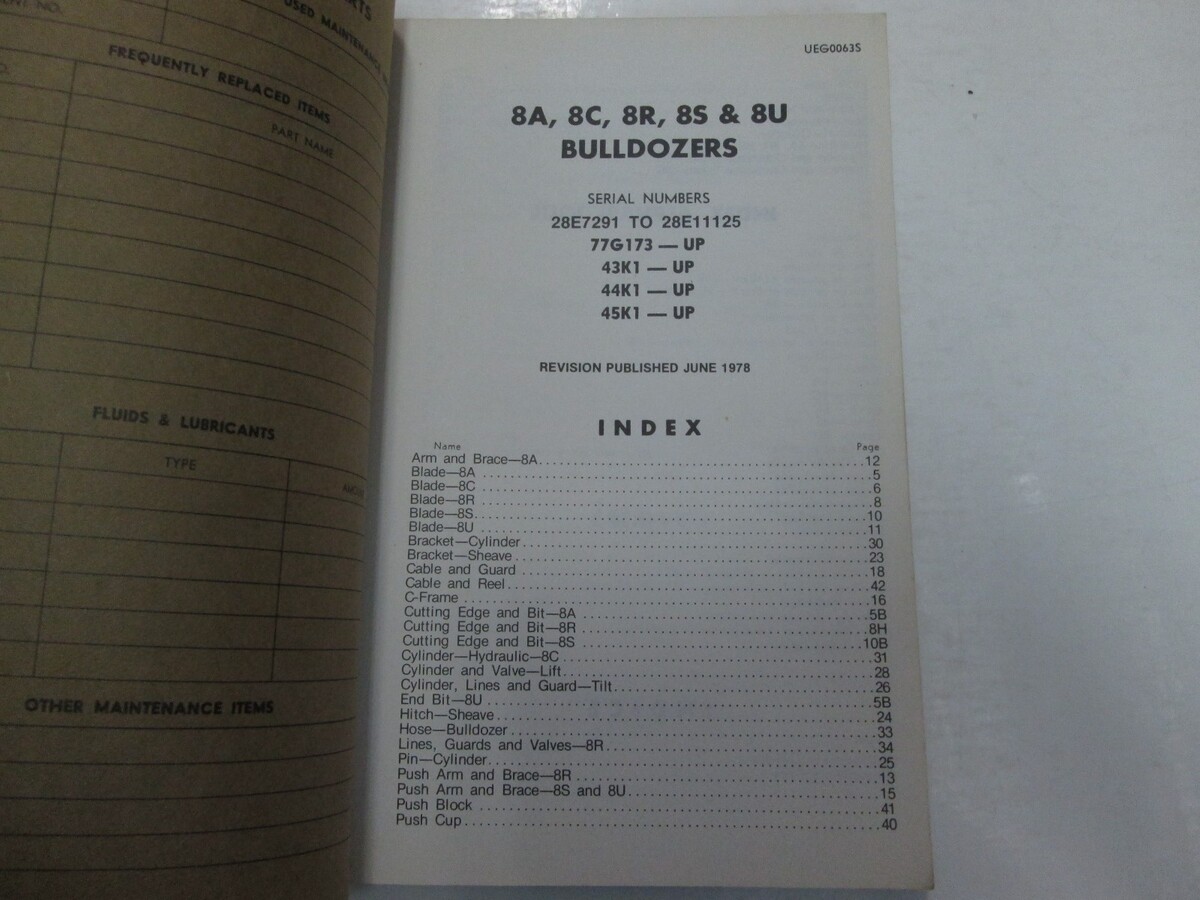 USED MAINTENANCE
FREQUENTLY REPLACED ITEMS
PART NAME
FLUIDS & LUBRICANTS
TYPE
OTHER MAINTENANCE ITEMS
UEG0063S
8A, 8C, 8R, 8S & 8U
BULLDOZERS
SERIAL NUMBERS
28E7291 TO 28E11125
77G173 — UP
43K1 — UP
44K1 — UP
45K1 — UP
REVISION PUBLISHED JUNE 1978
INDEX
Name Page
Arm and Brace—8A 12
Blade—8A 5
Blade—8C 6
Blade—8R 8
Blade—8S 10
Blade—8U 11
Bracket—Cylinder 30
Bracket—Sheave 23
Cable and Guard 18
Cable and Reel 42
C-Frame 16
Cutting Edge and Bit—8A 5B
Cutting Edge and Bit—8R 8H
Cutting Edge and Bit—8S 10B
Cylinder—Hydraulic—8C 31
Cylinder and Valve—Lift 28
Cylinder, Lines and Guard—Tilt 26
End Bit—8U 5B
Hitch—Sheave 24
Hose—Bulldozer 33
Lines, Guards and Valves—8R 34
Pin—Cylinder 25
Push Arm and Brace—8R 13
Push Arm and Brace—8S and 8U 15
Push Block 41
Push Cup 40